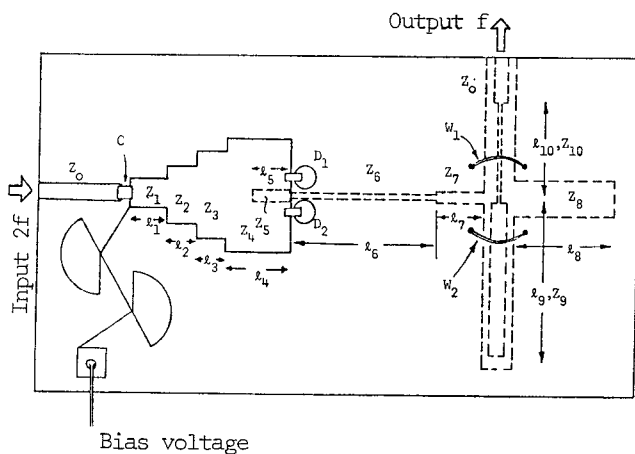 Output f
Z₀
W₁
ℓ₁₀,Z₁₀
C
D₁
Z₀
ℓ₅
Z₆
Z₇
Z₈
Z₁
Z₂
Z₃
Z₄
Z₅
D₂
ℓ₁
ℓ₂
ℓ₃
ℓ₄
ℓ₆
ℓ₇
ℓ₈
W₂
ℓ₉,Z₉
Input 2f
Bias voltage